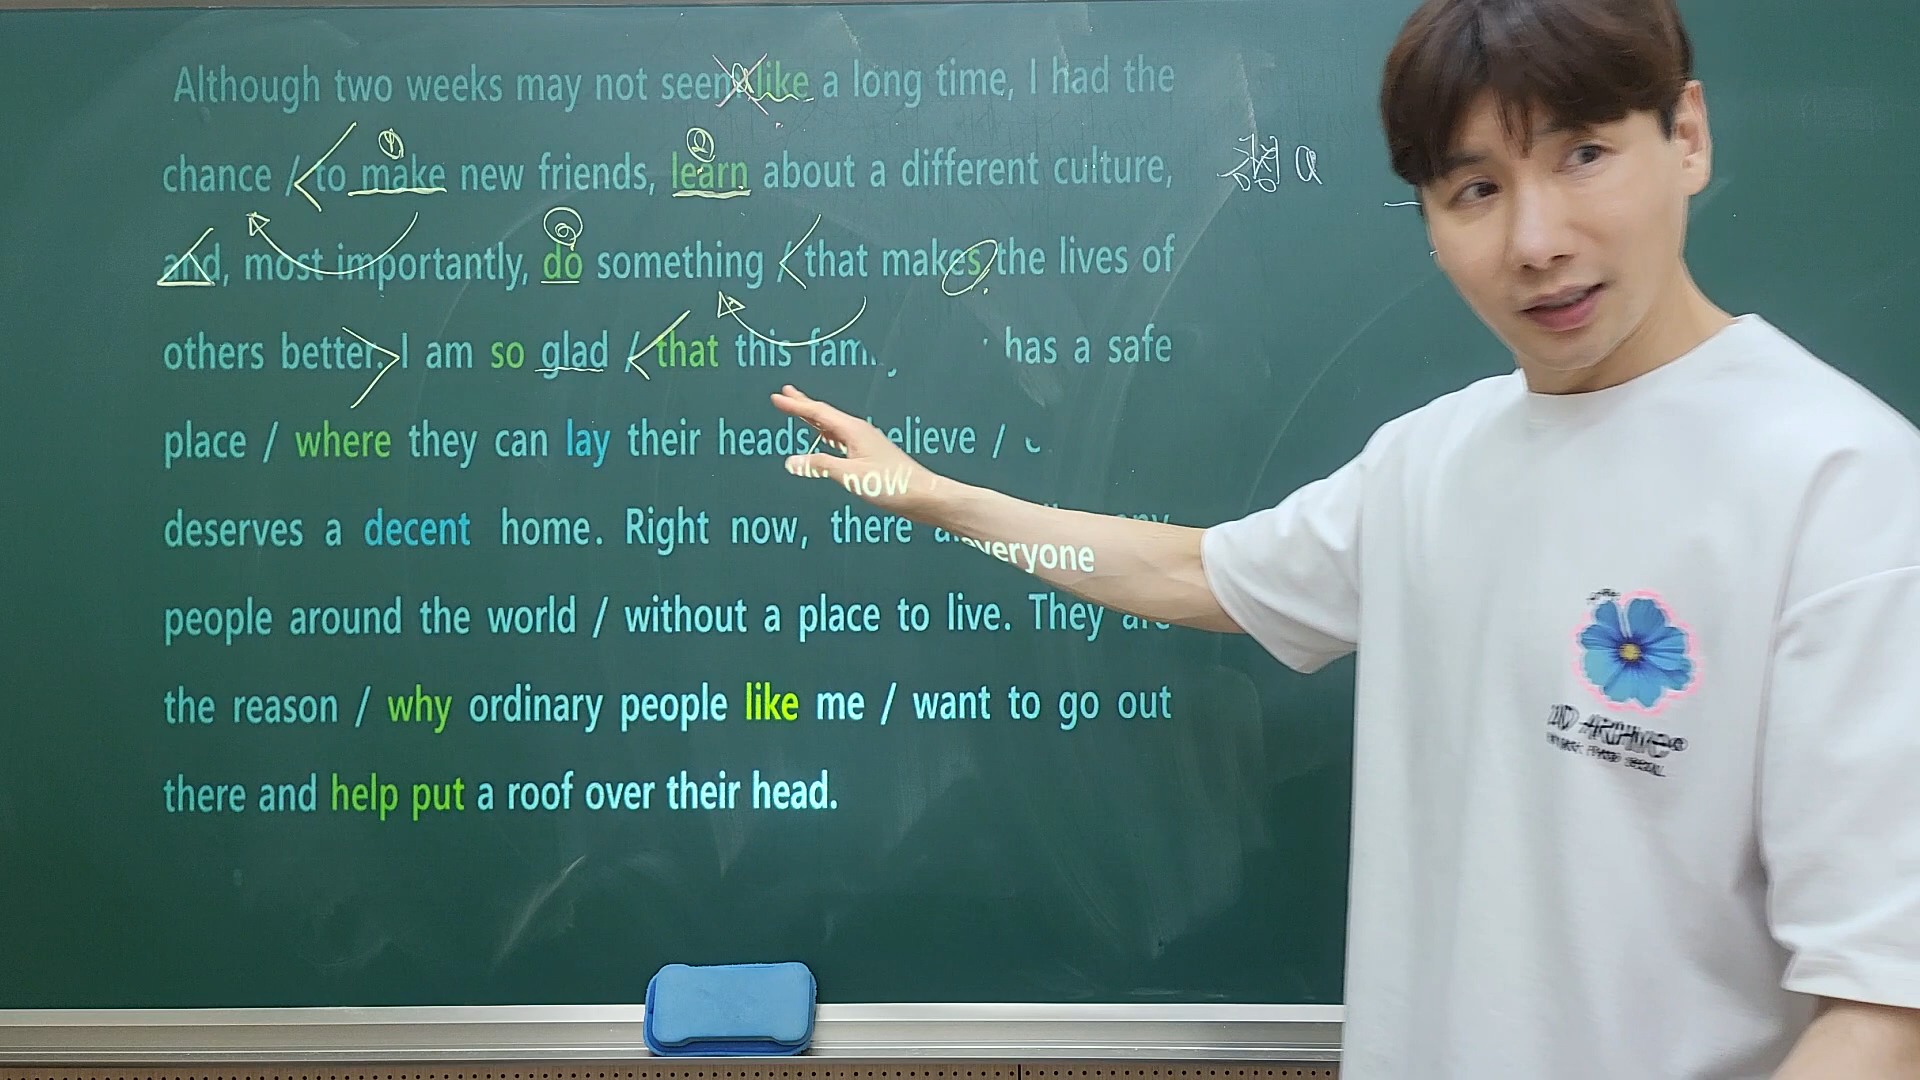 Although two weeks may not seem like a long time, I had the
chance / to make new friends, learn about a different culture,
and, most importantly, do something / that makes the lives of
others better. I am so glad / that this has a safe
place / where they can lay their heads. believe /
deserves a decent home. Right now, there
now
everyone
people around the world / without a place to live. They are
the reason / why ordinary people like me / want to go out
there and help put a roof over their head.